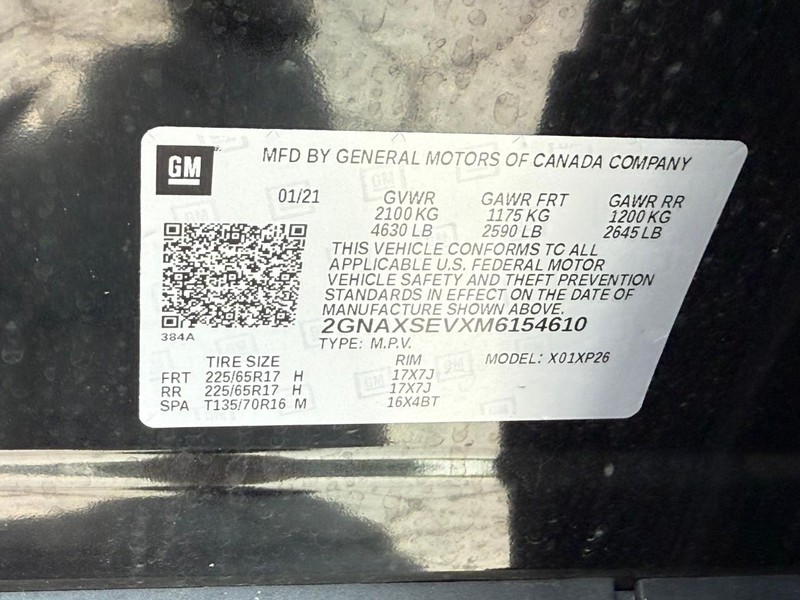 GM
MFD BY GENERAL MOTORS OF CANADA COMPANY
01/21 GVWR GAWR FRT GAWR RR
2100 KG 1175 KG 1200 KG
4630 LB 2590 LB 2645 LB
THIS VEHICLE CONFORMS TO ALL
APPLICABLE U.S. FEDERAL MOTOR
VEHICLE SAFETY AND THEFT PREVENTION
STANDARDS IN EFFECT ON THE DATE OF
MANUFACTURE SHOWN ABOVE.
2GNAXSEVXM6154610
384A
TYPE: M.P.V.
TIRE SIZE RIM MODEL: X01XP26
FRT 225/65R17 H 17X7J
RR 225/65R17 H 17X7J
SPA T135/70R16 M 16X4BT